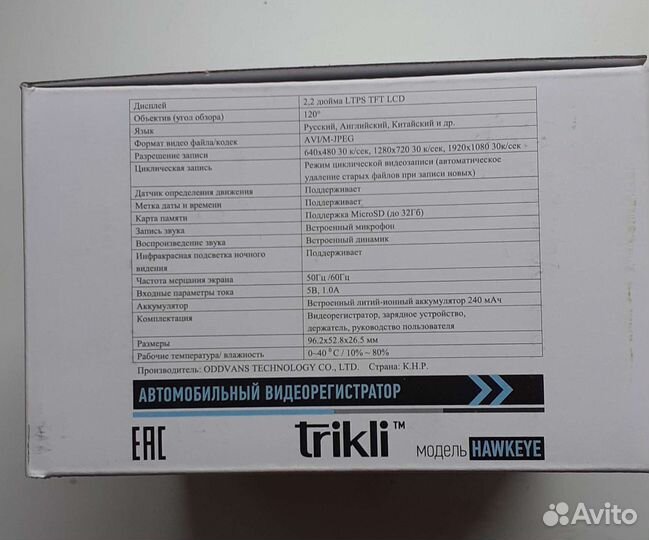 Дисплей 2,2 дюйма LTPS TFT LCD
Объектив (угол обзора) 120°
Язык Русский, Английский, Китайский и др.
Формат видео файла/кодек AVI/M-JPEG
Разрешение записи 640x480 30 к/сек, 1280x720 30 к/сек, 1920x1080 30к/сек
Циклическая запись Режим циклической видеозаписи (автоматическое
удаление старых файлов при записи новых)
Датчик определения движения Поддерживает
Метка даты и времени Поддерживает
Карта памяти Поддержка MicroSD (до 32Гб)
Запись звука Встроенный микрофон
Воспроизведение звука Встроенный динамик
Инфракрасная подсветка ночного Поддерживает
видения
Частота мерцания экрана 50Гц /60Гц
Входные параметры тока 5В, 1.0А
Аккумулятор Встроенный литий-ионный аккумулятор 240 мАч
Комплектация Видеорегистратор, зарядное устройство,
держатель, руководство пользователя
Размеры 96.2x52.8x26.5 мм
Рабочие температура/ влажность 0~40 ⁰ C / 10% ~ 80%
Производитель: ODDVANS TECHNOLOGY CO., LTD. Страна: К.Н.Р.
АВТОМОБИЛЬНЫЙ ВИДЕОРЕГИСТРАТОР
EAC trikli™ МОДЕЛЬ HAWKEYE
Avito